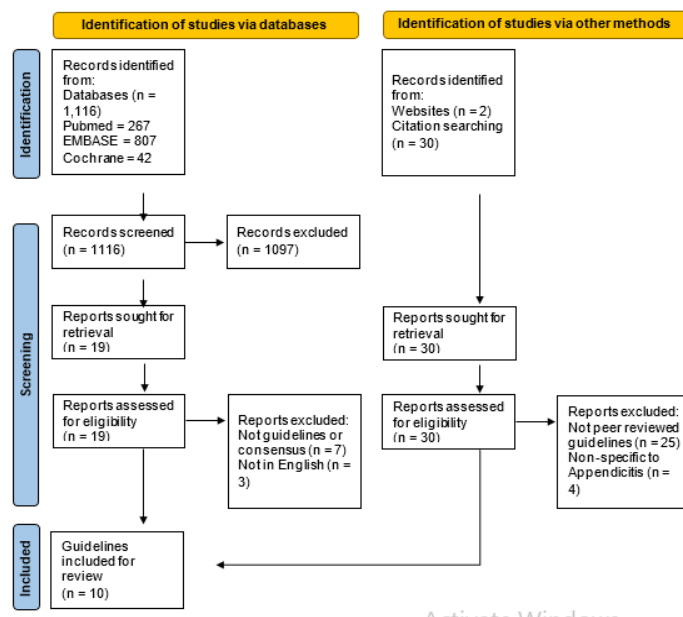 Identification of studies via databases
Identification of studies via other methods
Identification
Records identified
from:
Databases (n =
1,116)
Pubmed = 267
EMBASE = 807
Cochrane = 42
Records identified
from:
Websites (n = 2)
Citation searching
(n = 30)
Screening
Records screened
(n = 1116)
Records excluded
(n = 1097)
Reports sought for
retrieval
(n = 19)
Reports sought for
retrieval
(n = 30)
Reports assessed
for eligibility
(n = 19)
Reports excluded:
Not guidelines or
consensus (n = 7)
Not in English (n =
3)
Reports assessed
for eligibility
(n = 30)
Reports excluded:
Not peer reviewed
guidelines (n = 25)
Non-specific to
Appendicitis (n =
4)
Included
Guidelines
included for
review
(n = 10)
Activate Windows